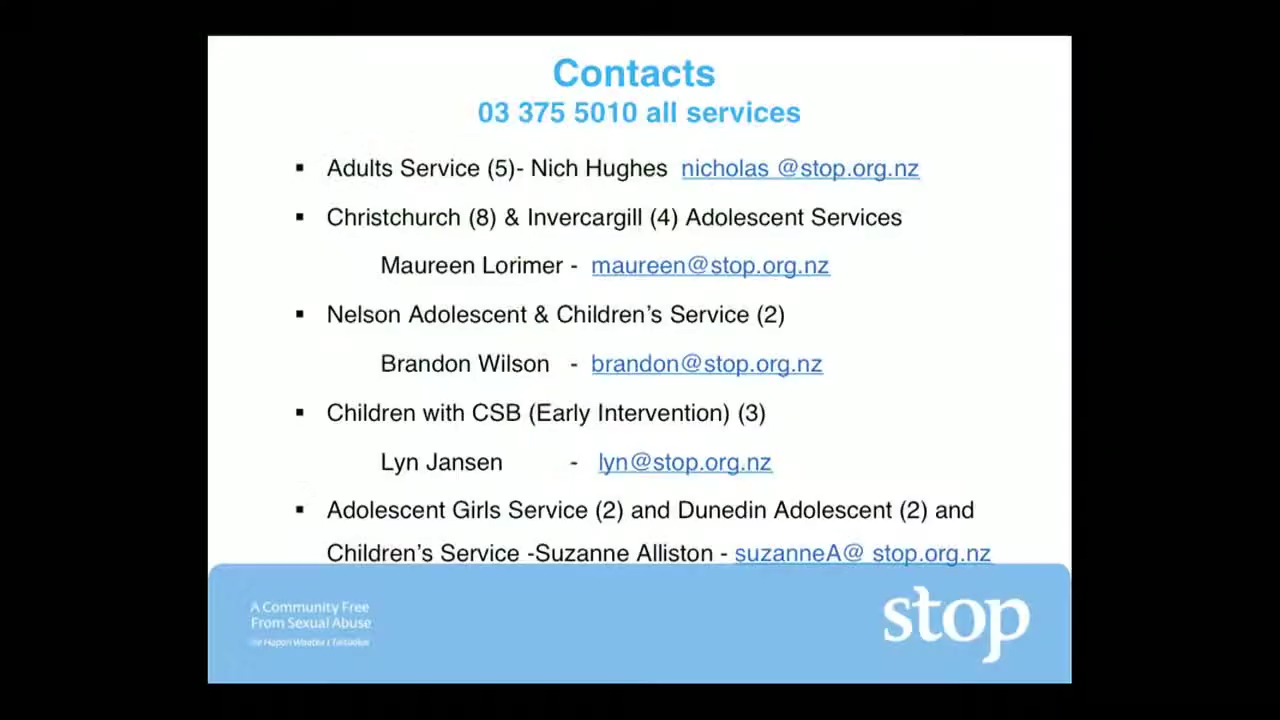 Contacts
03 375 5010 all services
▪ Adults Service (5)- Nich Hughes nicholas @stop.org.nz
▪ Christchurch (8) & Invercargill (4) Adolescent Services
Maureen Lorimer - maureen@stop.org.nz
▪ Nelson Adolescent & Children’s Service (2)
Brandon Wilson - brandon@stop.org.nz
▪ Children with CSB (Early Intervention) (3)
Lyn Jansen - lyn@stop.org.nz
▪ Adolescent Girls Service (2) and Dunedin Adolescent (2) and
Children’s Service -Suzanne Alliston - suzanneA@ stop.org.nz
A Community Free
From Sexual Abuse
stop